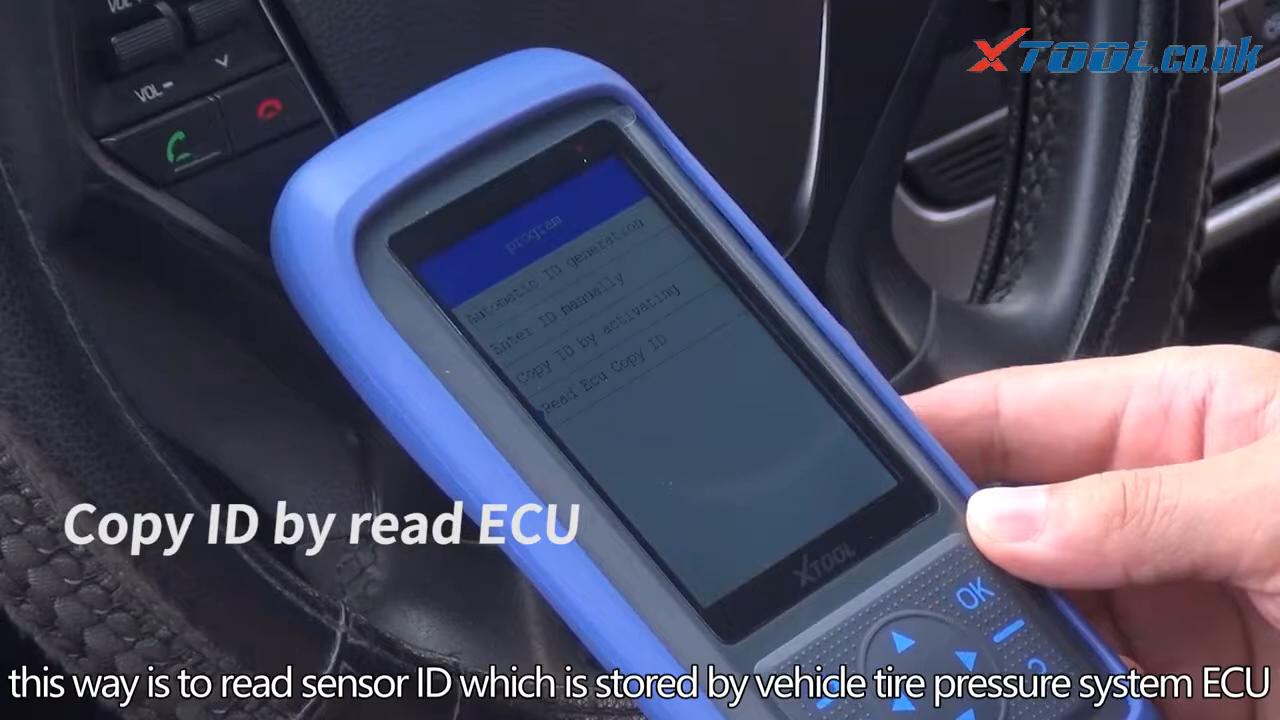 VOL+
XTOOL.co.uk
VOL-
program
Automatic ID generation
Enter ID manually
Copy ID by activating
Read Ecu Copy ID
Copy ID by read ECU
XTOOL
OK
this way is to read sensor ID which is stored by vehicle tire pressure system ECU